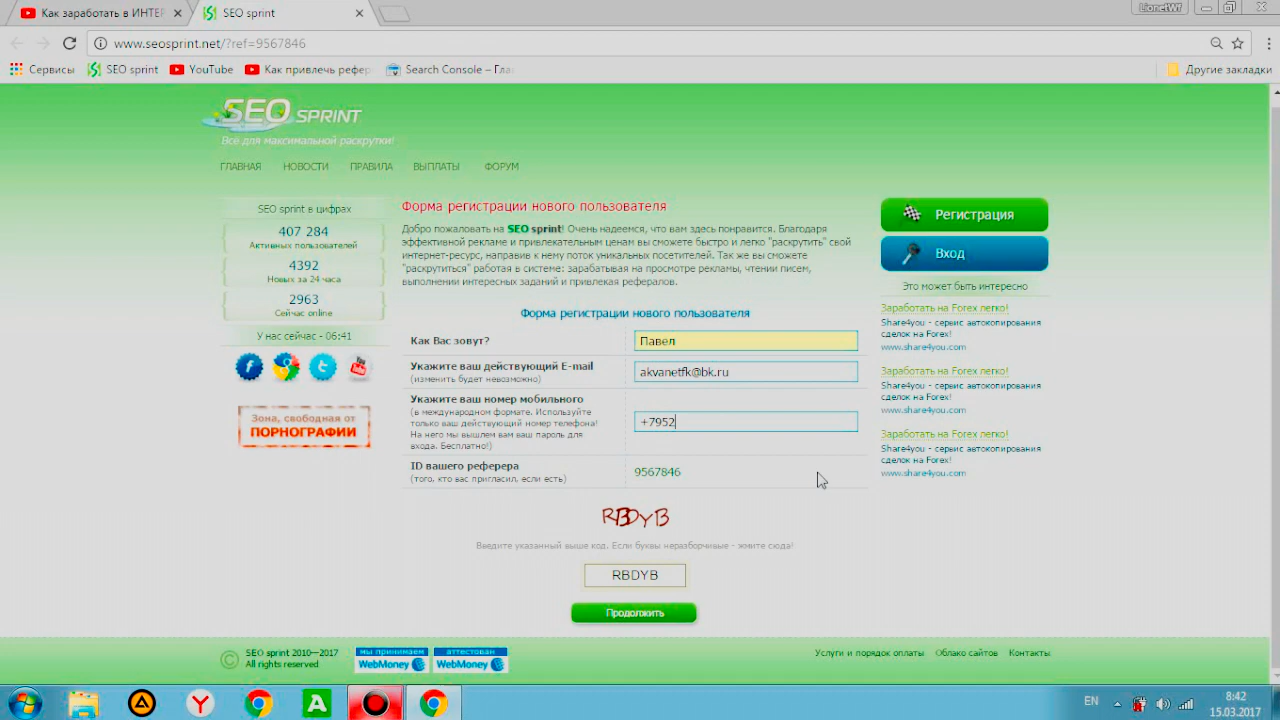 Как заработать в ИНТЕР
SEO sprint
LionetWf
www.seosprint.net/?ref=9567846
Сервисы
SEO sprint
YouTube
Как привлечь рефер
Search Console – Гла
Другие закладки
SEO SPRINT
Всё для максимальной раскрутки!
ГЛАВНАЯ НОВОСТИ ПРАВИЛА ВЫПЛАТЫ ФОРУМ
SEO sprint в цифрах
407 284
Активных пользователей
4392
Новых за 24 часа
2963
Сейчас online
У нас сейчас - 06:41
Зона, свободная от
ПОРНОГРАФИИ
Форма регистрации нового пользователя
Добро пожаловать на SEO sprint! Очень надеемся, что вам здесь понравится. Благодаря
эффективной рекламе и привлекательным ценам вы сможете быстро и легко "раскрутить" свой
интернет-ресурс, направив к нему поток уникальных посетителей. Так же вы сможете
"раскрутиться" работая в системе: зарабатывая на просмотре рекламы, чтении писем,
выполнении интересных заданий и привлекая рефералов.
Форма регистрации нового пользователя
Как Вас зовут?
Павел
Укажите ваш действующий E-mail
(изменить будет невозможно)
akvanetfk@bk.ru
Укажите ваш номер мобильного
(в международном формате. Используйте
только ваш действующий номер телефона!
На него мы вышлем вам ваш пароль для
входа. Бесплатно!)
+7952
ID вашего реферера
(того, кто вас пригласил, если есть)
9567846
RBDYB
Введите указанный выше код. Если буквы неразборчивые - жмите сюда!
RBDYB
Продолжить
Регистрация
Вход
Это может быть интересно
Заработать на Forex легко!
Share4you - сервис автокопирования
сделок на Forex!
www.share4you.com
Заработать на Forex легко!
Share4you - сервис автокопирования
сделок на Forex!
www.share4you.com
Заработать на Forex легко!
Share4you - сервис автокопирования
сделок на Forex!
www.share4you.com
© SEO sprint 2010—2017
All rights reserved.
мы принимаем
WebMoney
аттестован
WebMoney
Услуги и порядок оплаты Облако сайтов Контакты
EN
8:42
15.03.2017